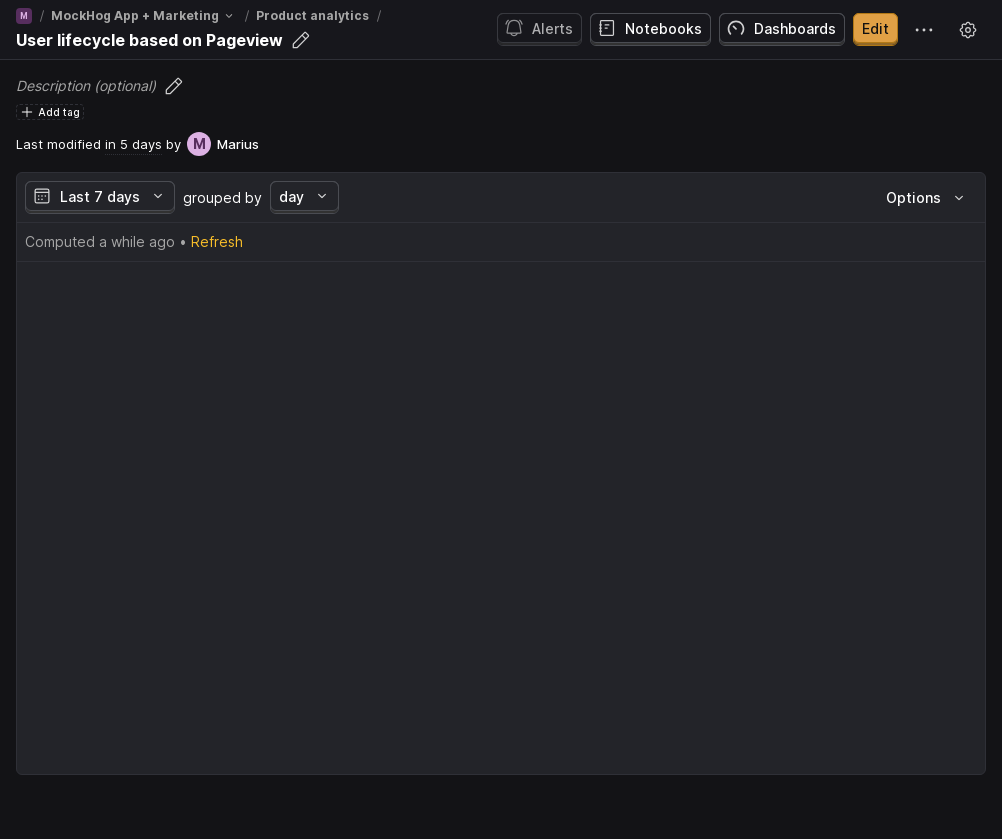 M / MockHog App + Marketing / Product analytics /
User lifecycle based on Pageview
Alerts
Notebooks
Dashboards
Edit
Description (optional)
Add tag
Last modified in 5 days by M Marius
Last 7 days grouped by day
Options
Computed a while ago • Refresh